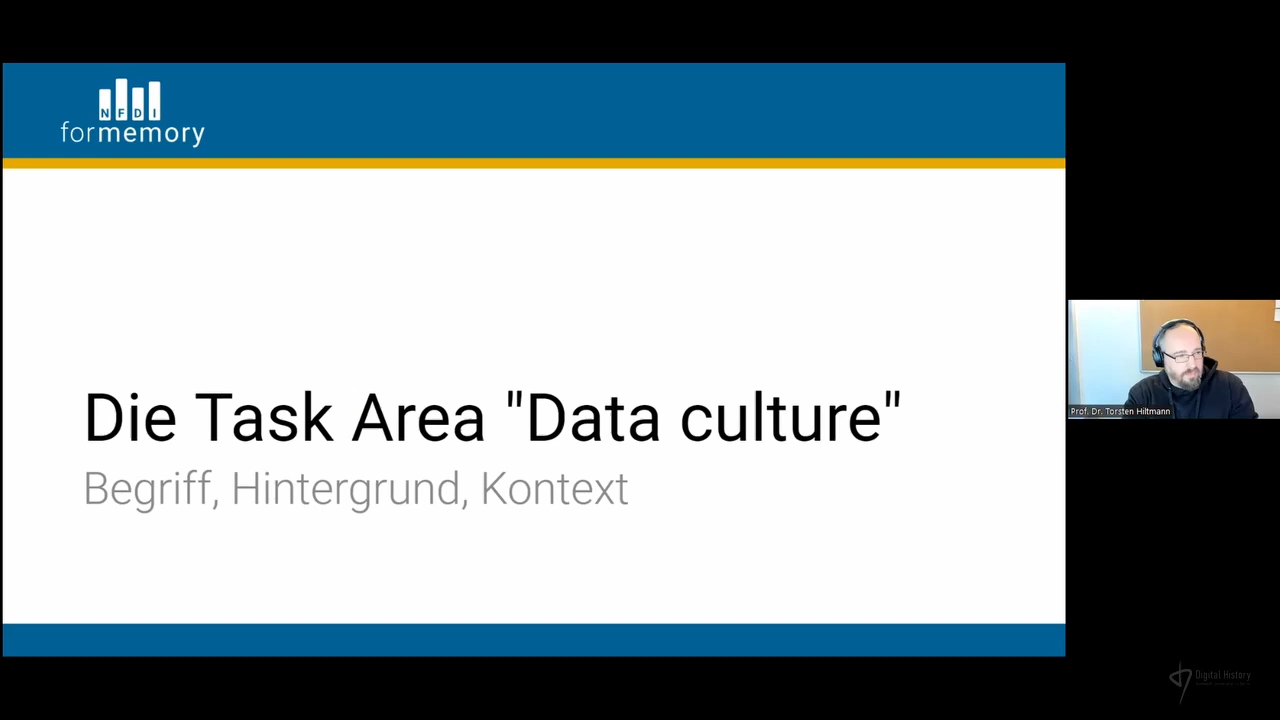 NFDI
formemory
Die Task Area "Data culture"
Begriff, Hintergrund, Kontext
Prof. Dr. Torsten Hiltmann
Digital History